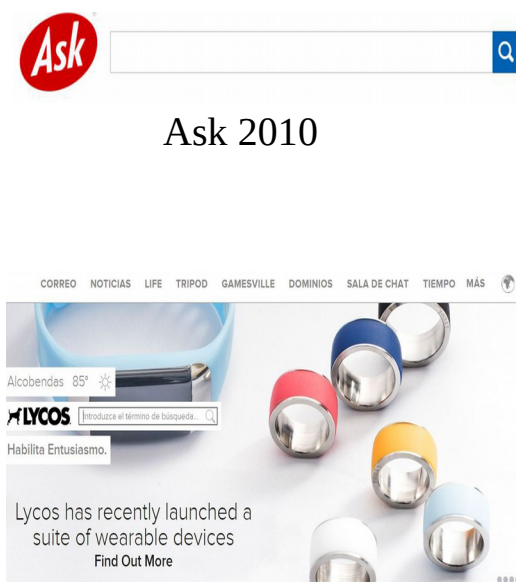 Ask
Ask 2010
CORREO NOTICIAS LIFE TRIPOD GAMESVILLE DOMINIOS SALA DE CHAT TIEMPO MÁS
Alcobendas 85°
LYCOS Introduzca el término de búsqueda...
Habilita Entusiasmo.
Lycos has recently launched a
suite of wearable devices
Find Out More